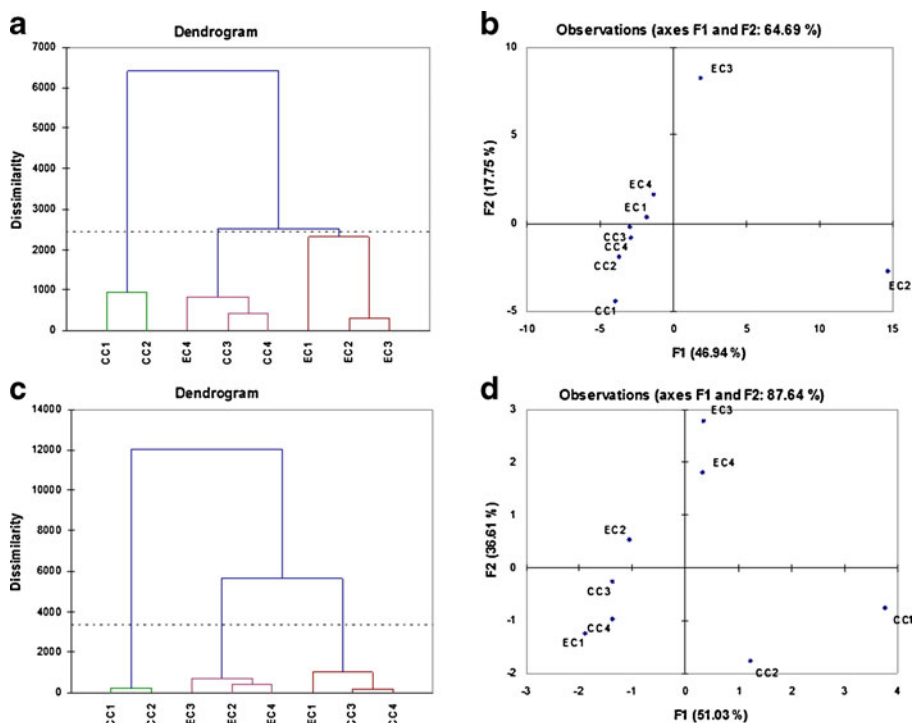 a
Dendrogram
7000
6000
5000
4000
3000
2000
1000
0
Dissimilarity
CC1 CC2 EC4 CC3 CC4 EC1 EC2 EC3
b
Observations (axes F1 and F2: 64.69 %)
10
5
0
-5
F2 (17.75 %)
EC3
EC4
EC1
CC3
CC4
CC2
CC1
EC2
-10 -5 0 5 10 15
F1 (46.94 %)
c
Dendrogram
14000
12000
10000
8000
6000
4000
2000
0
Dissimilarity
CC1 CC2 EC3 EC2 EC4 EC1 CC3 CC4
d
Observations (axes F1 and F2: 87.64 %)
3
2
1
0
-1
-2
F2 (36.61 %)
EC3
EC4
EC2
CC3
CC4
EC1
CC1
CC2
-3 -2 -1 0 1 2 3 4
F1 (51.03 %)